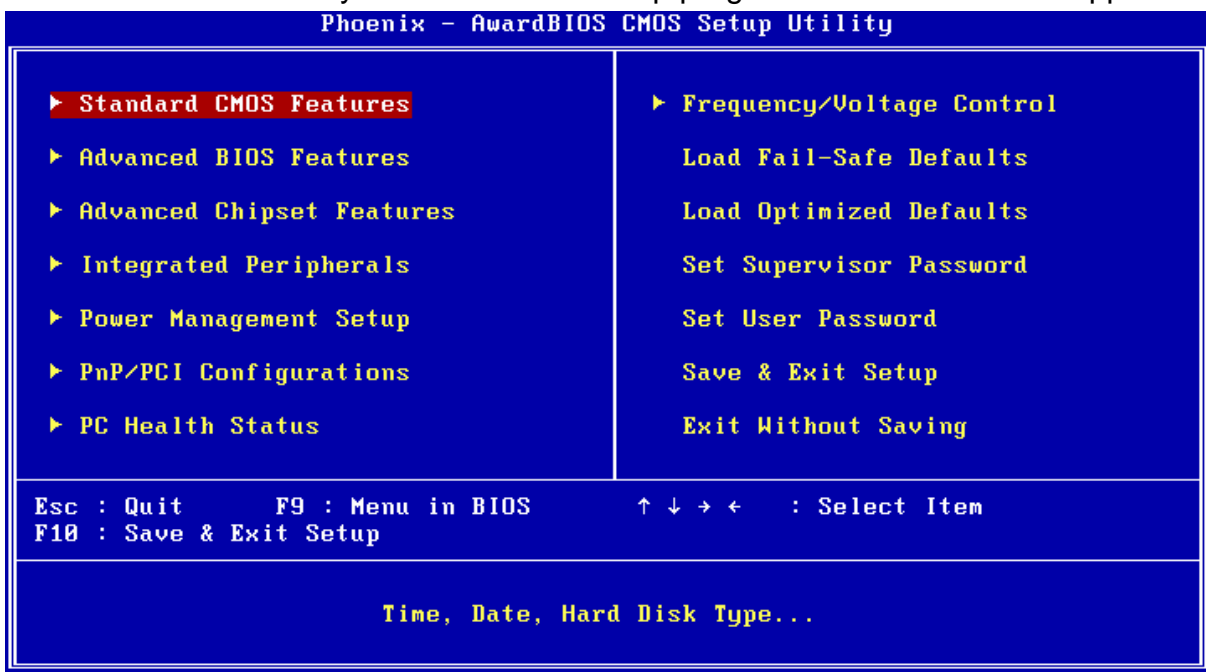 Phoenix - AwardBIOS CMOS Setup Utility
▶ Standard CMOS Features
▶ Advanced BIOS Features
▶ Advanced Chipset Features
▶ Integrated Peripherals
▶ Power Management Setup
▶ PnP/PCI Configurations
▶ PC Health Status
▶ Frequency/Voltage Control
Load Fail-Safe Defaults
Load Optimized Defaults
Set Supervisor Password
Set User Password
Save & Exit Setup
Exit Without Saving
Esc : Quit F9 : Menu in BIOS ↑ ↓ → ← : Select Item
F10 : Save & Exit Setup
Time, Date, Hard Disk Type...